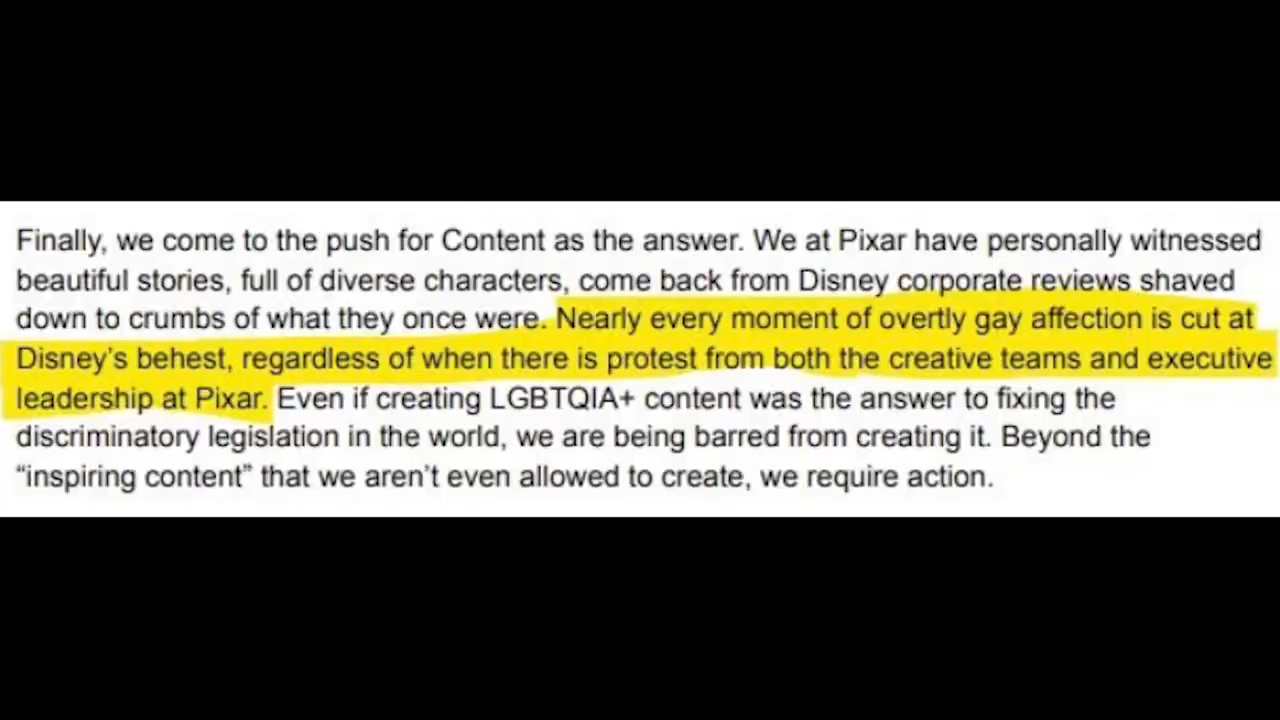 Finally, we come to the push for Content as the answer. We at Pixar have personally witnessed
beautiful stories, full of diverse characters, come back from Disney corporate reviews shaved
down to crumbs of what they once were. Nearly every moment of overtly gay affection is cut at
Disney’s behest, regardless of when there is protest from both the creative teams and executive
leadership at Pixar. Even if creating LGBTQIA+ content was the answer to fixing the
discriminatory legislation in the world, we are being barred from creating it. Beyond the
“inspiring content” that we aren’t even allowed to create, we require action.